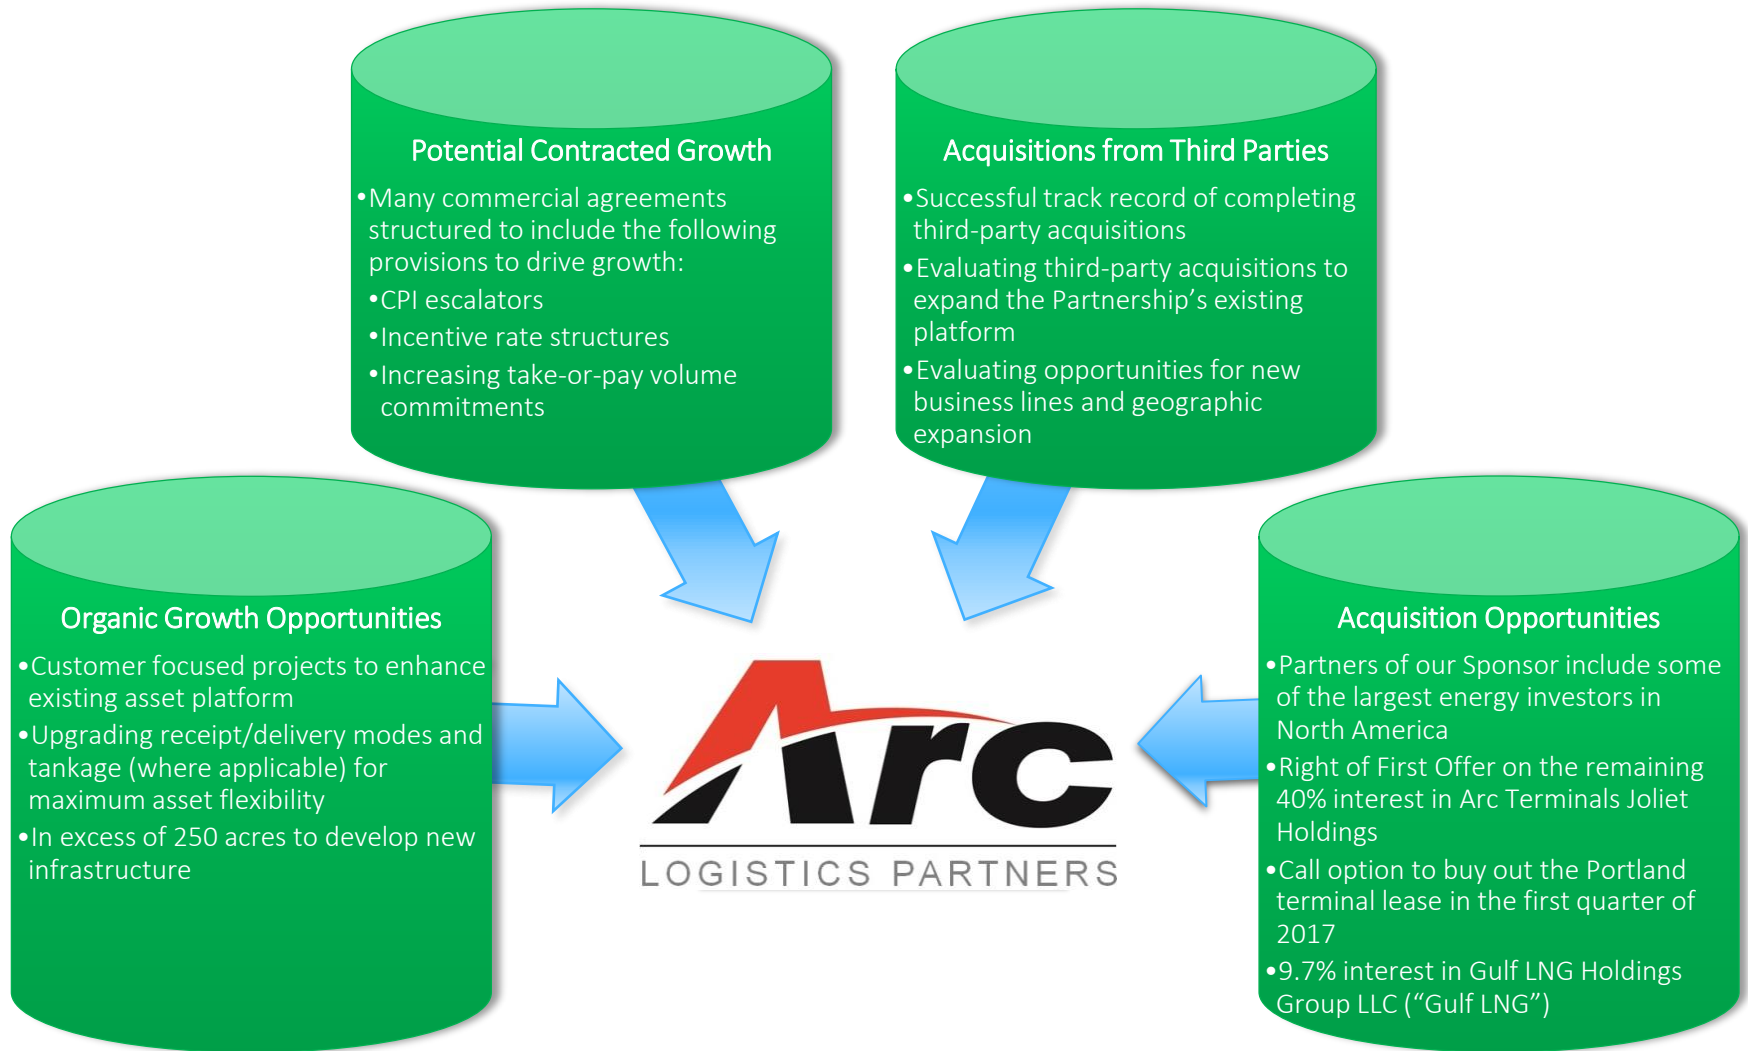 Potential Contracted Growth
•Many commercial agreements
structured to include the following
provisions to drive growth:
•CPI escalators
•Incentive rate structures
•Increasing take-or-pay volume
commitments
Acquisitions from Third Parties
•Successful track record of completing
third-party acquisitions
•Evaluating third-party acquisitions to
expand the Partnership’s existing
platform
•Evaluating opportunities for new
business lines and geographic
expansion
Organic Growth Opportunities
•Customer focused projects to enhance
existing asset platform
•Upgrading receipt/delivery modes and
tankage (where applicable) for
maximum asset flexibility
•In excess of 250 acres to develop new
infrastructure
Arc
LOGISTICS PARTNERS
Acquisition Opportunities
•Partners of our Sponsor include some
of the largest energy investors in
North America
•Right of First Offer on the remaining
40% interest in Arc Terminals Joliet
Holdings
•Call option to buy out the Portland
terminal lease in the first quarter of
2017
•9.7% interest in Gulf LNG Holdings
Group LLC (“Gulf LNG”)